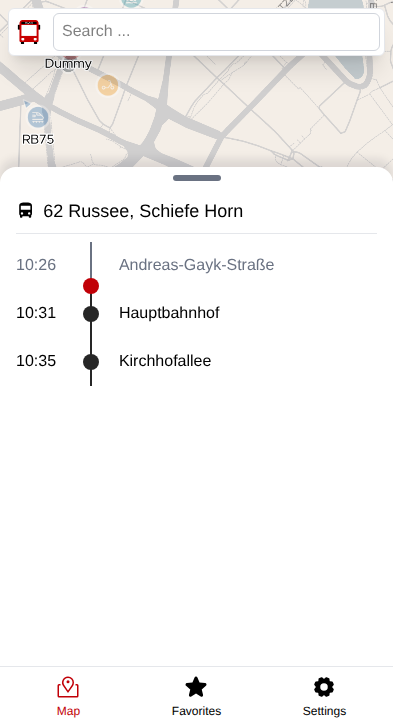 Search ...
Dummy
RB75
62 Russee, Schiefe Horn
10:26 Andreas-Gayk-Straße
10:31 Hauptbahnhof
10:35 Kirchhofallee
Map Favorites Settings